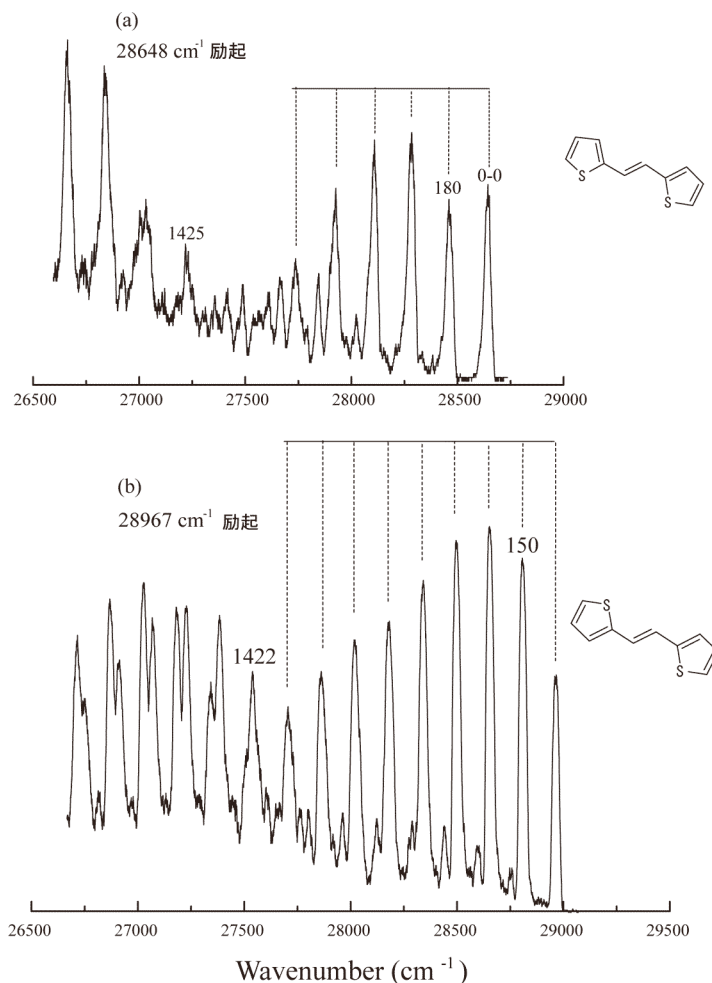 (a)
28648 cm-1 励起
0-0
180
1425
S
S
26500 27000 27500 28000 28500 29000
(b)
28967 cm-1 励起
150
1422
S
S
26500 27000 27500 28000 28500 29000 29500
Wavenumber (cm -1 )